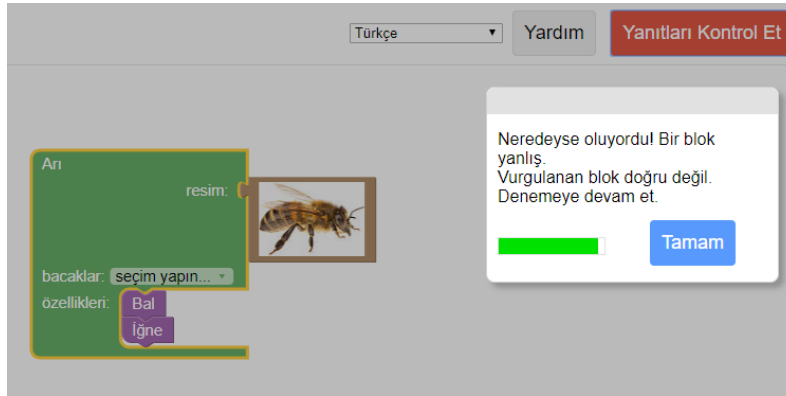 Türkçe
Yardım
Yanıtları Kontrol Et
Neredeyse oluyordu! Bir blok
yanlış.
Vurgulanan blok doğru değil.
Denemeye devam et.
Tamam
Arı
resim:
bacaklar: seçim yapın...
özellikleri: Bal
İğne